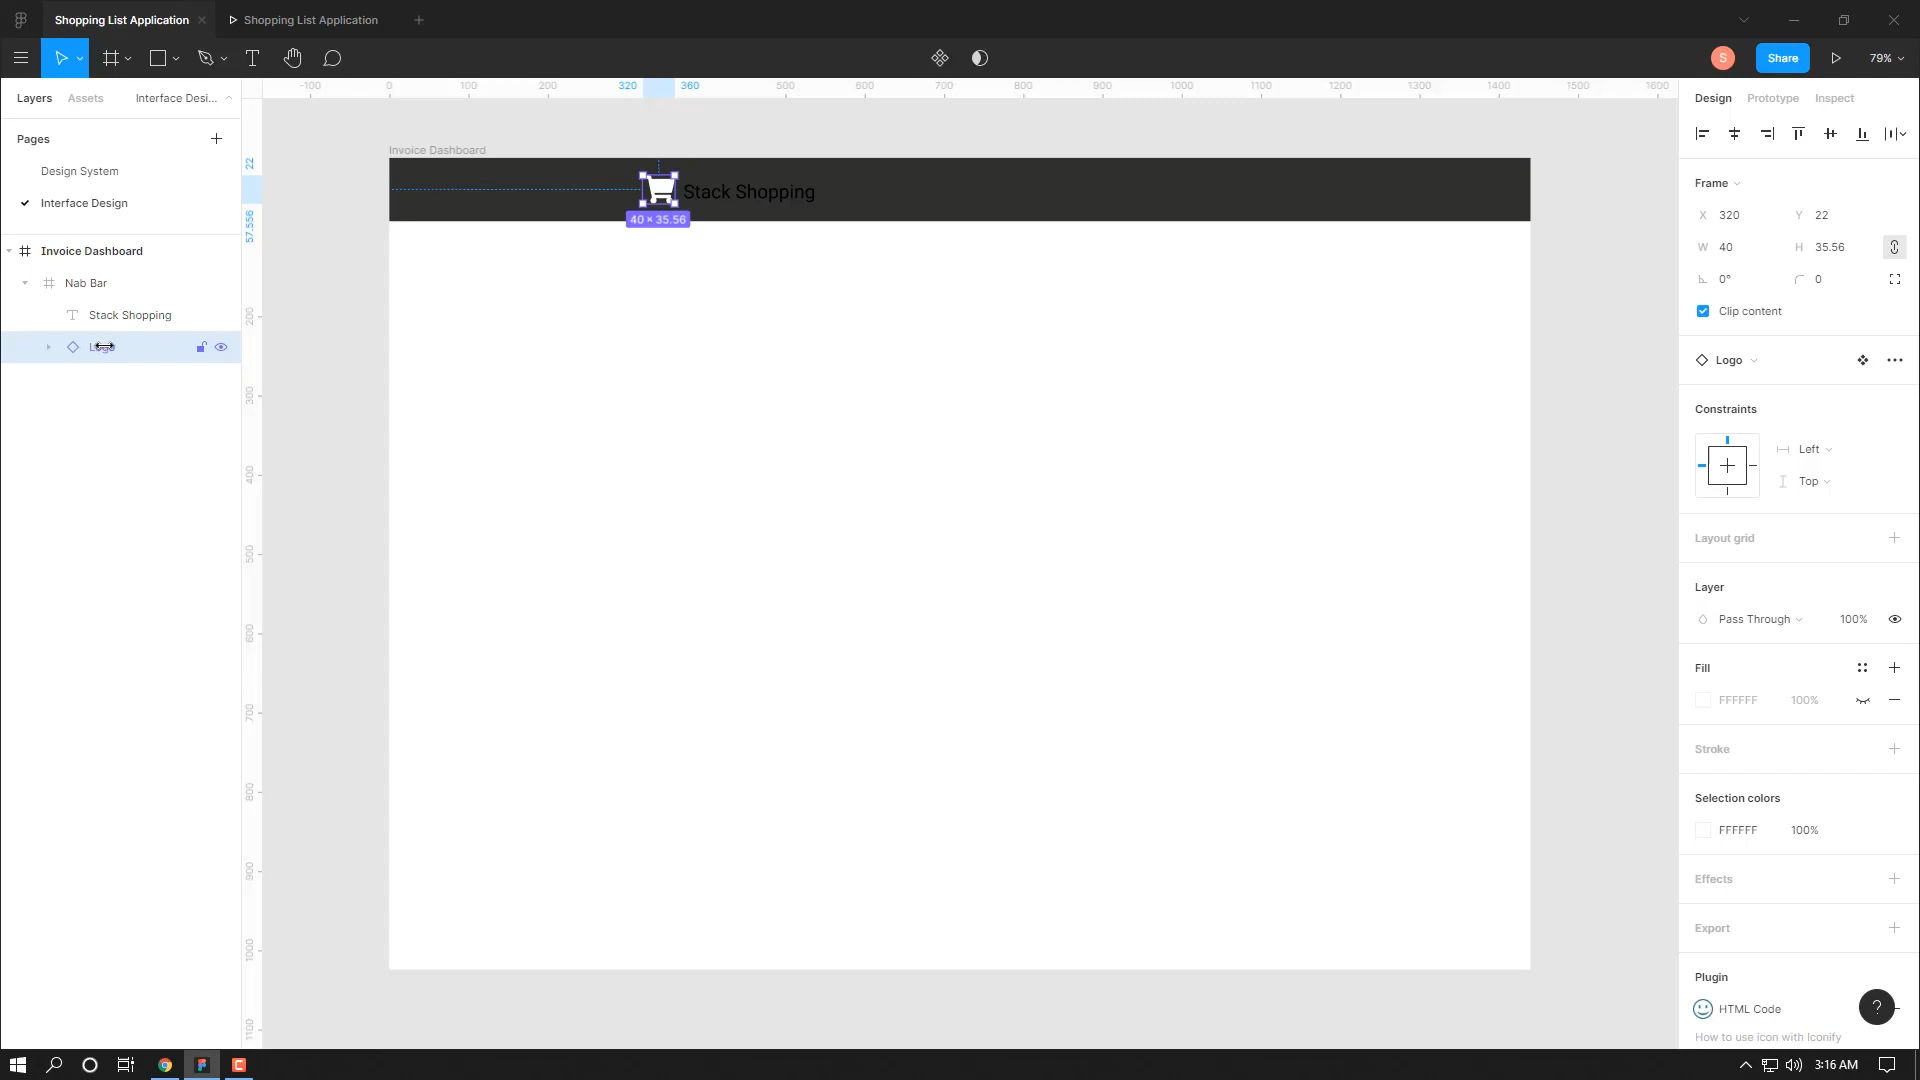 Shopping List Application
Shopping List Application
S
Share
79%
Layers
Assets
Interface Desi...
Pages
Design System
Interface Design
Invoice Dashboard
Nab Bar
Stack Shopping
-100
0
100
200
320
360
500
600
700
800
900
1000
1100
1200
1300
1400
1500
1600
22
57.556
200
300
400
500
600
700
800
900
1000
1100
Invoice Dashboard
Stack Shopping
40 × 35.56
Design
Prototype
Inspect
Frame
X 320
Y 22
W 40
H 35.56
0°
0
Clip content
Logo
Constraints
Left
Top
Layout grid
Layer
Pass Through
100%
Fill
FFFFFF
100%
Stroke
Selection colors
FFFFFF
100%
Effects
Export
Plugin
HTML Code
?
How to use icon with Iconify
3:16 AM